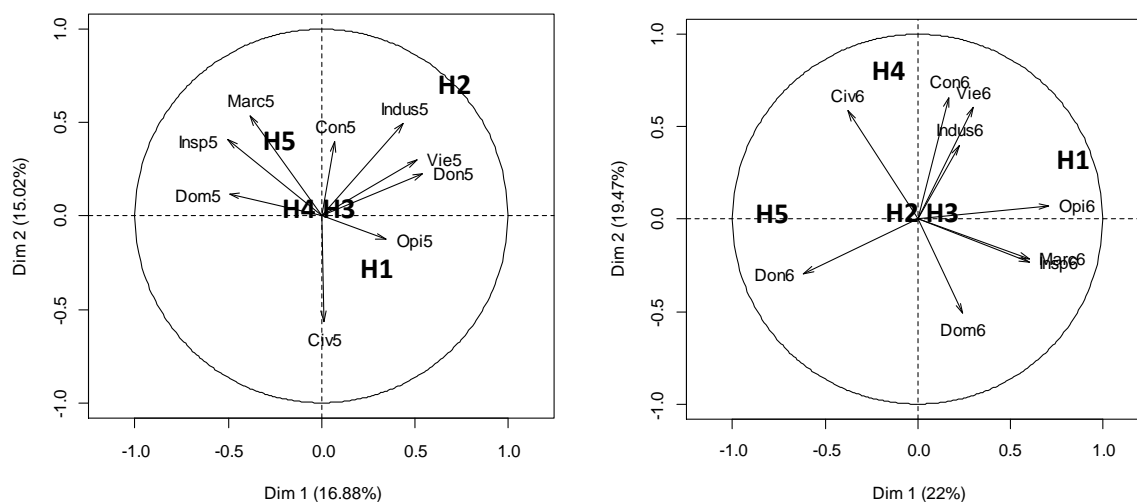 1.0
0.5
0.0
-0.5
-1.0
Dim 2 (15.02%)
H2
Marc5
Indus5
Con5
Insp5
H5
Vie5
Don5
Dom5
H4
H3
Opi5
H1
Civ5
-1.0 -0.5 0.0 0.5 1.0
Dim 1 (16.88%)
1.0
0.5
0.0
-0.5
-1.0
Dim 2 (19.47%)
H4
Con6
Vie6
Civ6
Indus6
H1
Opi6
H5
H2
H3
Marc6
Insp6
Don6
Dom6
-1.0 -0.5 0.0 0.5 1.0
Dim 1 (22%)